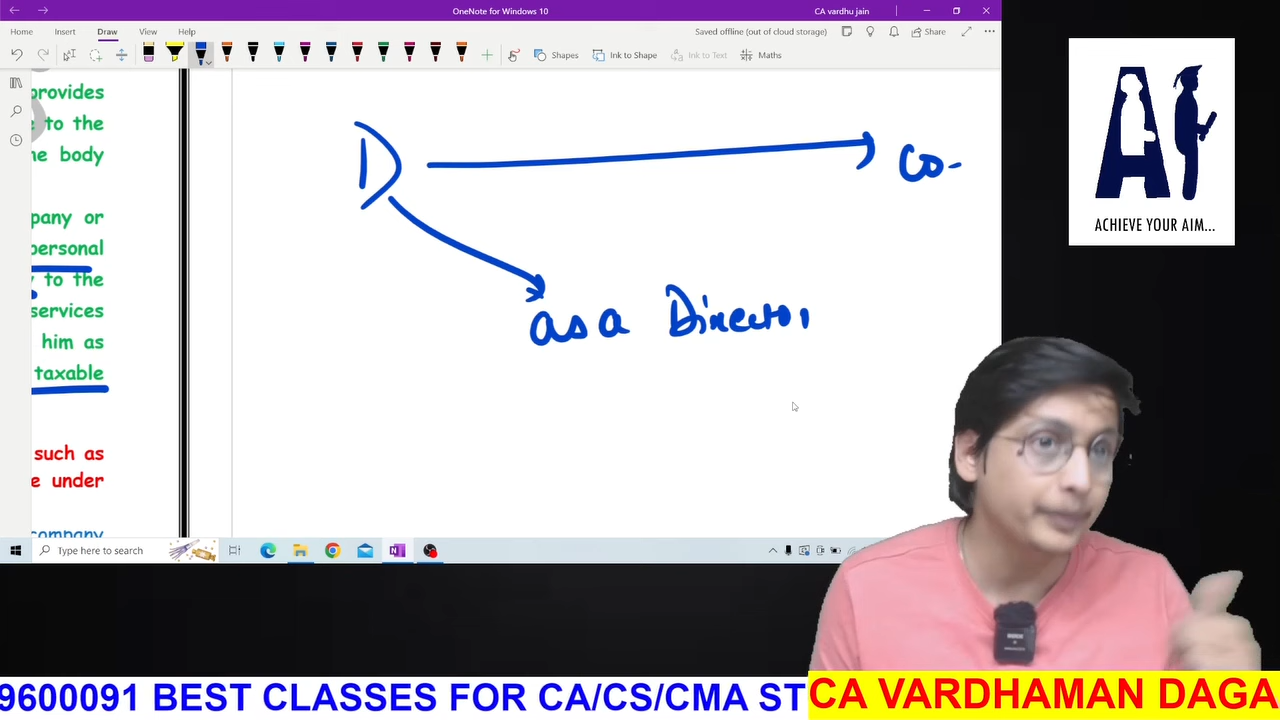 OneNote for Windows 10
CA vardhu jain
Home Insert Draw View Help
Saved offline (out of cloud storage)
Share
Shapes
Ink to Shape
Ink to Text
Maths
provides
to the
body
or
personal
to the
services
him as
taxable
such as
under
company
D
co-
as a Director
AI
ACHIEVE YOUR AIM...
Type here to search
9600091 BEST CLASSES FOR CA/CS/CMA ST
CA VARDHAMAN DAGA